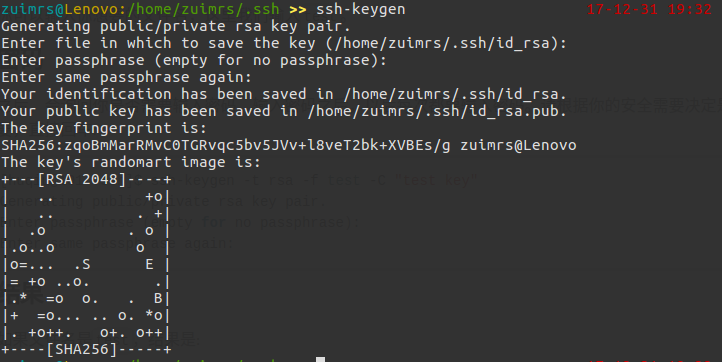 zuimrs@Lenovo:/home/zuimrs/.ssh >> ssh-keygen 17-12-31 19:32
Generating public/private rsa key pair.
Enter file in which to save the key (/home/zuimrs/.ssh/id_rsa):
Enter passphrase (empty for no passphrase):
Enter same passphrase again:
Your identification has been saved in /home/zuimrs/.ssh/id_rsa.
Your public key has been saved in /home/zuimrs/.ssh/id_rsa.pub.
The key fingerprint is:
SHA256:zqoBmMarRMvC0TGRvqc5bv5JVv+l8veT2bk+XVBEs/g zuimrs@Lenovo
The key's randomart image is:
+---[RSA 2048]----+
|   ..          +o|
|   ..         . +|
|  .o         . o |
|.o..o         o  |
|o=...  .S      E |
|= +o ..o.       .|
|.*  =o  o.   .  B|
|+  =o... .. o. *o|
|. +o++.   o+. o++|
+----[SHA256]-----+